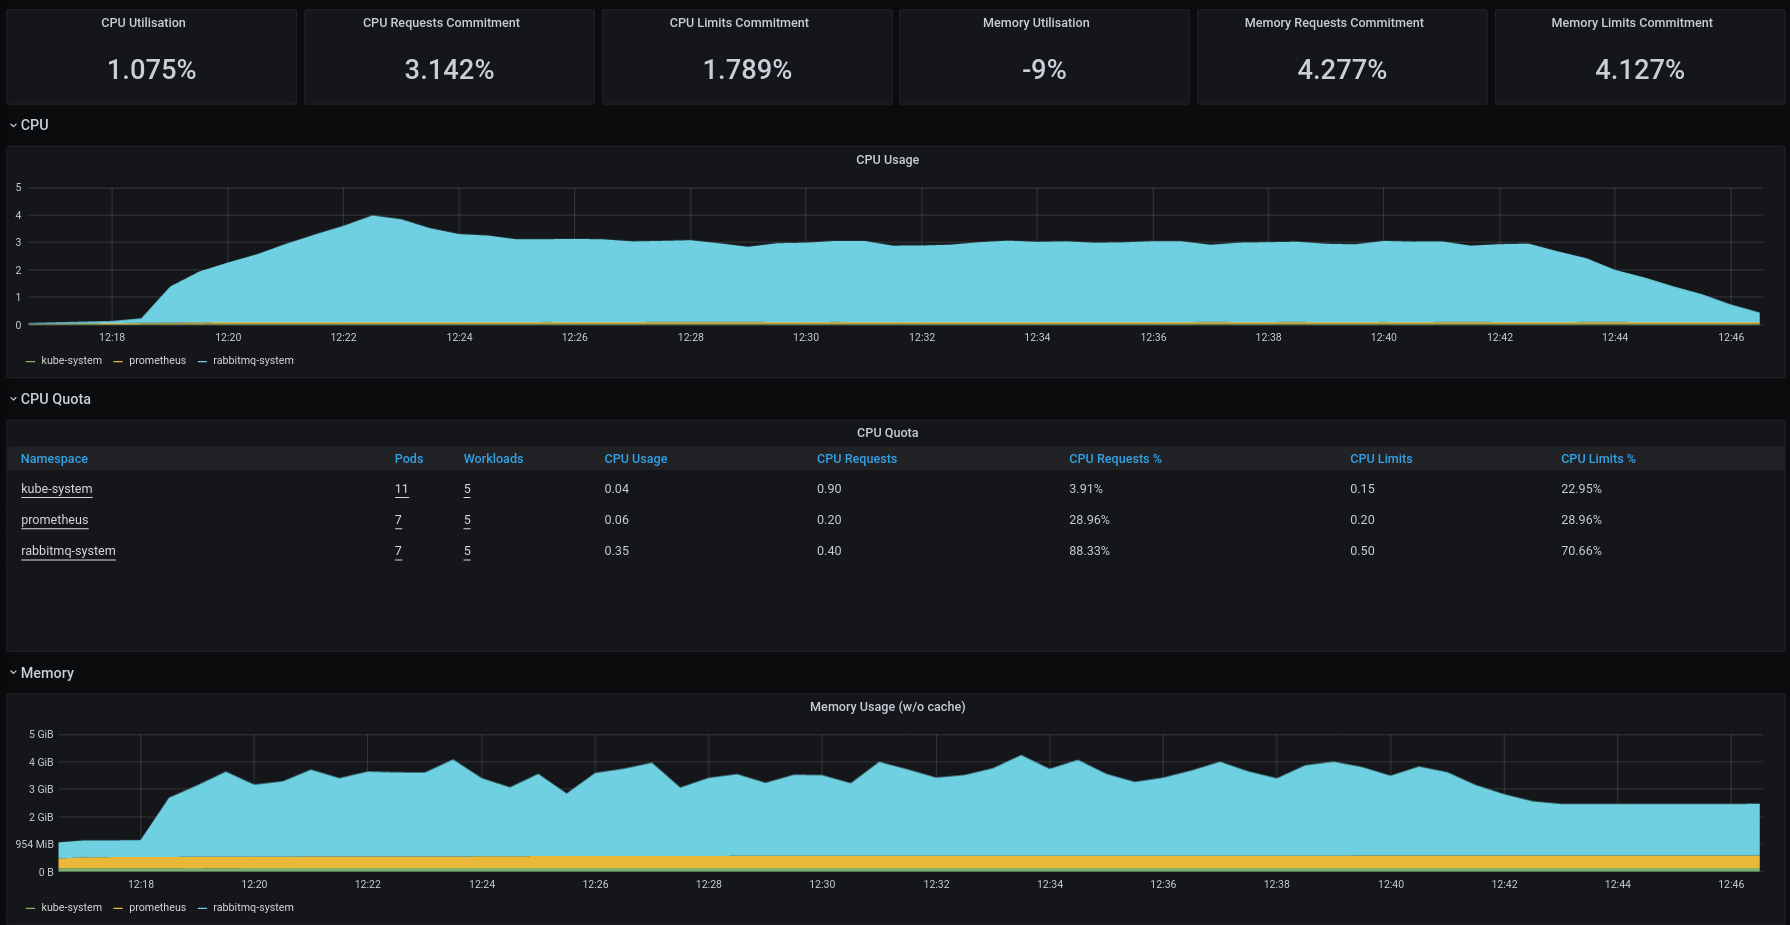 CPU Utilisation CPU Requests Commitment CPU Limits Commitment Memory Utilisation Memory Requests Commitment Memory Limits Commitment
1.075% 3.142% 1.789% -9% 4.277% 4.127%
CPU
CPU Usage
5
4
3
2
1
0
12:18 12:20 12:22 12:24 12:26 12:28 12:30 12:32 12:34 12:36 12:38 12:40 12:42 12:44 12:46
kube-system prometheus rabbitmq-system
CPU Quota
CPU Quota
Namespace Pods Workloads CPU Usage CPU Requests CPU Requests % CPU Limits CPU Limits %
kube-system 11 5 0.04 0.90 3.91% 0.15 22.95%
prometheus 7 5 0.06 0.20 28.96% 0.20 28.96%
rabbitmq-system 7 5 0.35 0.40 88.33% 0.50 70.66%
Memory
Memory Usage (w/o cache)
5 GiB
4 GiB
3 GiB
2 GiB
954 MiB
0 B
12:18 12:20 12:22 12:24 12:26 12:28 12:30 12:32 12:34 12:36 12:38 12:40 12:42 12:44 12:46
kube-system prometheus rabbitmq-system